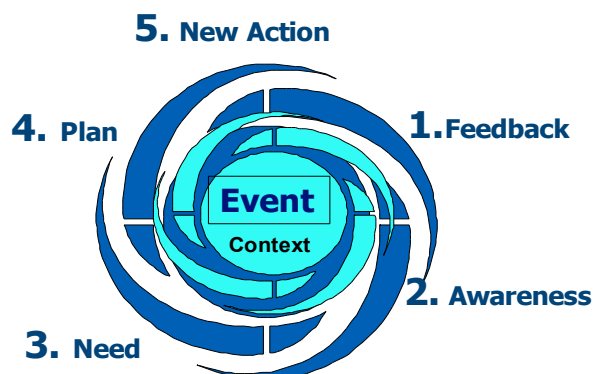 5. New Action
4. Plan
1.Feedback
Event
Context
2. Awareness
3. Need